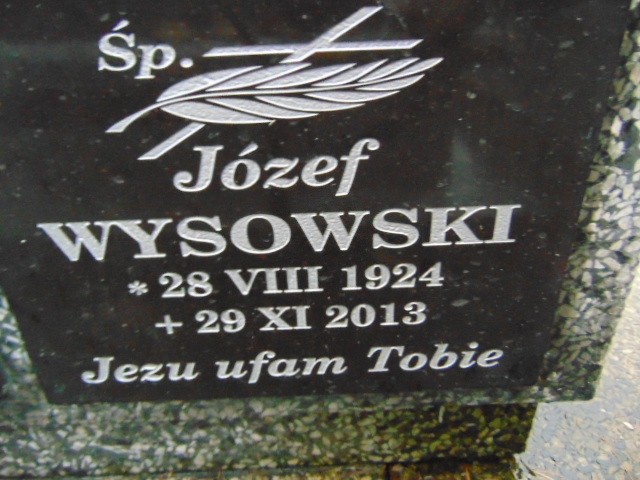 Śp.
Józef
WYSOWSKI
* 28 VIII 1924
+ 29 XI 2013
Jezu ufam Tobie